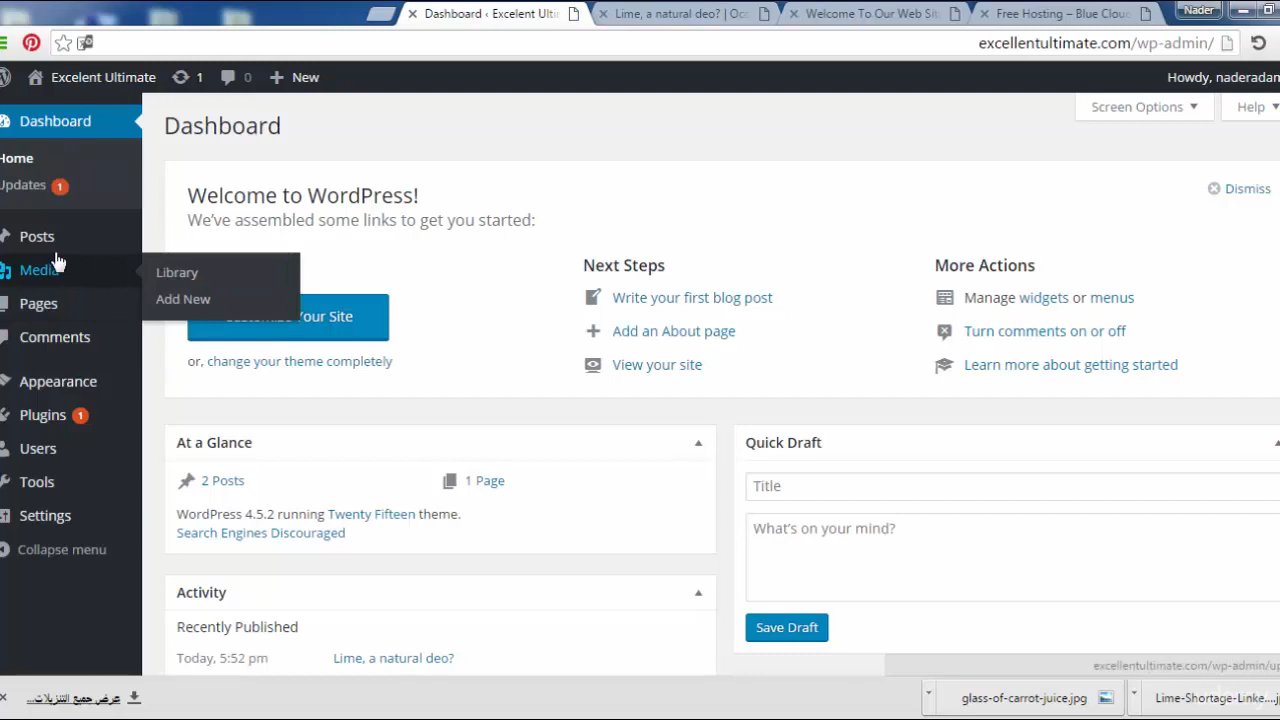 Dashboard ‹ Excelent Ulti
Lime, a natural deo? | Oc
Welcome To Our Web Si
Free Hosting – Blue Clou
Nader
excellentultimate.com/wp-admin/
Excelent Ultimate
1
0
New
Howdy, naderadan
Dashboard
Home
Updates 1
Posts
Media
Library
Add New
Pages
Comments
Appearance
Plugins 1
Users
Tools
Settings
Collapse menu
Screen Options
Help
Dashboard
Welcome to WordPress!
We've assembled some links to get you started:
Dismiss
Your Site
or, change your theme completely
Next Steps
Write your first blog post
Add an About page
View your site
More Actions
Manage widgets or menus
Turn comments on or off
Learn more about getting started
At a Glance
2 Posts
1 Page
WordPress 4.5.2 running Twenty Fifteen theme.
Search Engines Discouraged
Activity
Recently Published
Today, 5:52 pm
Lime, a natural deo?
Quick Draft
Title
What's on your mind?
Save Draft
excellentultimate.com/wp-admin/up
عرض جميع التنزيلات...
glass-of-carrot-juice.jpg
Lime-Shortage-Linke....j